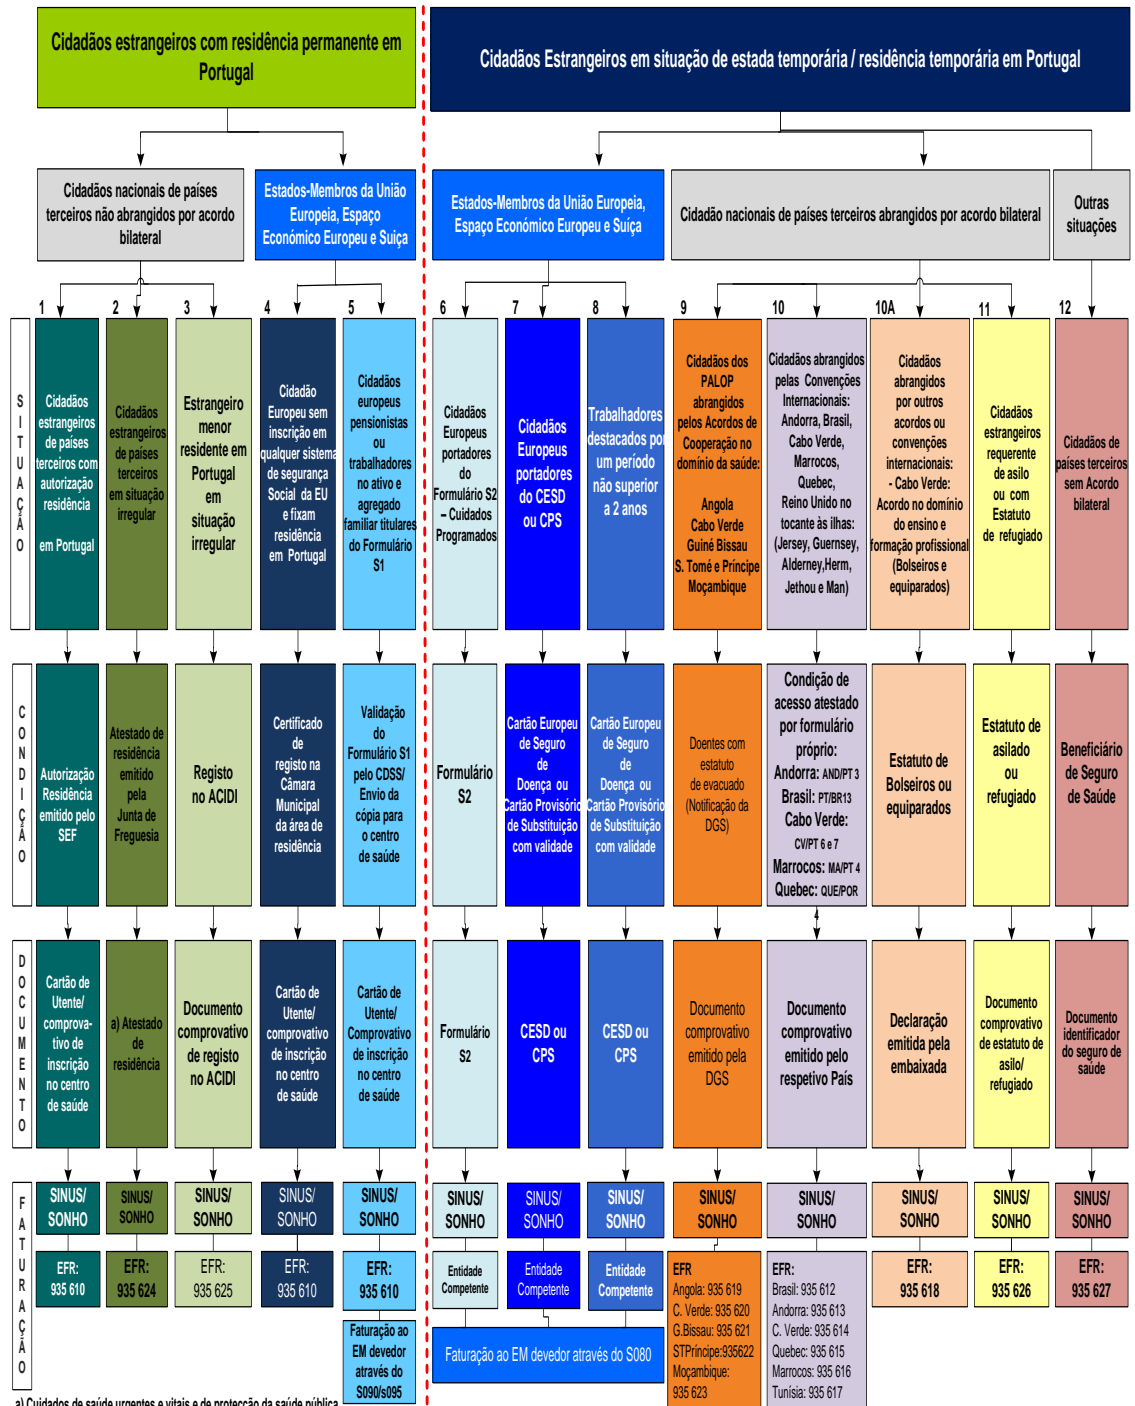 Cidadãos estrangeiros com residência permanente em
Portugal
Cidadãos Estrangeiros em situação de estada temporária / residência temporária em Portugal
Cidadãos nacionais de países
terceiros não abrangidos por acordo
bilateral
Estados-Membros da União
Europeia, Espaço
Económico Europeu e Suiça
Estados-Membros da União Europeia,
Espaço Económico Europeu e Suíça
Cidadão nacionais de países terceiros abrangidos por acordo bilateral
Outras
situações
SITUAÇÃO
1
Cidadãos
estrangeiros
de países
terceiros com
autorização
residência
em Portugal
2
Cidadãos
estrangeiros
de países
terceiros
em situação
irregular
3
Estrangeiro
menor
residente em
Portugal
em
situação
irregular
4
Cidadão
Europeu sem
inscrição em
qualquer sistema
de segurança
Social da EU
e fixam
residência
em Portugal
5
Cidadãos
europeus
pensionistas
ou
trabalhadores
no ativo e
agregado
familiar titulares
do Formulário
S1
6
Cidadãos
Europeus
portadores
do
Formulário S2
– Cuidados
Programados
7
Cidadãos
Europeus
portadores
do CESD
ou CPS
8
Trabalhadores
destacados por
um período
não superior
a 2 anos
9
Cidadãos dos
PALOP
abrangidos
pelos Acordos de
Cooperação no
domínio da saúde:
Angola
Cabo Verde
Guiné Bissau
S. Tomé e Príncipe
Moçambique
10
Cidadãos abrangidos
pelas Convenções
Internacionais:
Andorra, Brasil,
Cabo Verde,
Marrocos,
Quebec,
Reino Unido no
tocante às ilhas:
(Jersey, Guernsey,
Alderney,Herm,
Jethou e Man)
10A
Cidadãos
abrangidos
por outros
acordos ou
convenções
internacionais:
- Cabo Verde:
Acordo no domínio
do ensino e
formação profissional
(Bolseiros e
equiparados)
11
Cidadãos
estrangeiros
requerente de
asilo
ou com
Estatuto
de refugiado
12
Cidadãos de
países terceiros
sem Acordo
bilateral
CONDIÇÃO
Autorização
Residência
emitido pelo
SEF
Atestado de
residência
emitido
pela
Junta de
Freguesia
Registo
no ACIDI
Certificado
de
registo na
Câmara
Municipal
da área de
residência
Validação
do
Formulário S1
pelo CDSS/
Envio da
cópia para
o centro
de saúde
Formulário
S2
Cartão Europeu
de Seguro
de
Doença ou
Cartão Provisório
de Substituição
com validade
Cartão Europeu
de Seguro
de
Doença ou
Cartão Provisório
de Substituição
com validade
Doentes com
estatuto
de evacuado
(Notificação da
DGS)
Condição de
acesso atestado
por formulário
próprio:
Andorra: AND/PT 3
Brasil: PT/BR13
Cabo Verde:
CV/PT 6 e 7
Marrocos: MA/PT 4
Quebec: QUE/POR
4
Estatuto de
Bolseiros ou
equiparados
Estatuto de
asilado
ou
refugiado
Beneficiário
de Seguro
de Saúde
DOCUMENTO
Cartão de
Utente/
comprova-
tivo de
inscrição
no centro
de saúde
a) Atestado
de
residência
Documento
comprovativo
de registo
no ACIDI
Cartão de
Utente/
comprovativo
de inscrição
no centro
de saúde
Cartão de
Utente/
Comprovativo
de inscrição
no centro
de saúde
Formulário
S2
CESD ou
CPS
CESD ou
CPS
Documento
comprovativo
emitido pela
DGS
Documento
comprovativo
emitido pelo
respetivo País
Declaração
emitida pela
embaixada
Documento
comprovativo
de estatuto de
asilo/
refugiado
Documento
identificador
do seguro de
saúde
FATURAÇÃO
SINUS/
SONHO
SINUS/
SONHO
SINUS/
SONHO
SINUS/
SONHO
SINUS/
SONHO
SINUS/
SONHO
SINUS/
SONHO
SINUS/
SONHO
SINUS/
SONHO
SINUS/
SONHO
SINUS/
SONHO
SINUS/
SONHO
SINUS/
SONHO
EFR:
935 610
EFR:
935 624
EFR:
935 625
EFR:
935 610
EFR:
935 610
Entidade
Competente
Entidade
Competente
Entidade
Competente
EFR
Angola: 935 619
C. Verde: 935 620
G.Bissau: 935 621
STPríncipe:935622
Moçambique:
935 623
EFR:
Brasil: 935 612
Andorra: 935 613
C. Verde: 935 614
Quebec: 935 615
Marrocos: 935 616
Tunísia: 935 617
EFR:
935 618
EFR:
935 626
EFR:
935 627
Faturação ao
EM devedor
através do
S090/s095
Faturação ao EM devedor através do S080
a) Cuidados de saúde urgentes e vitais e de protecção da saúde pública